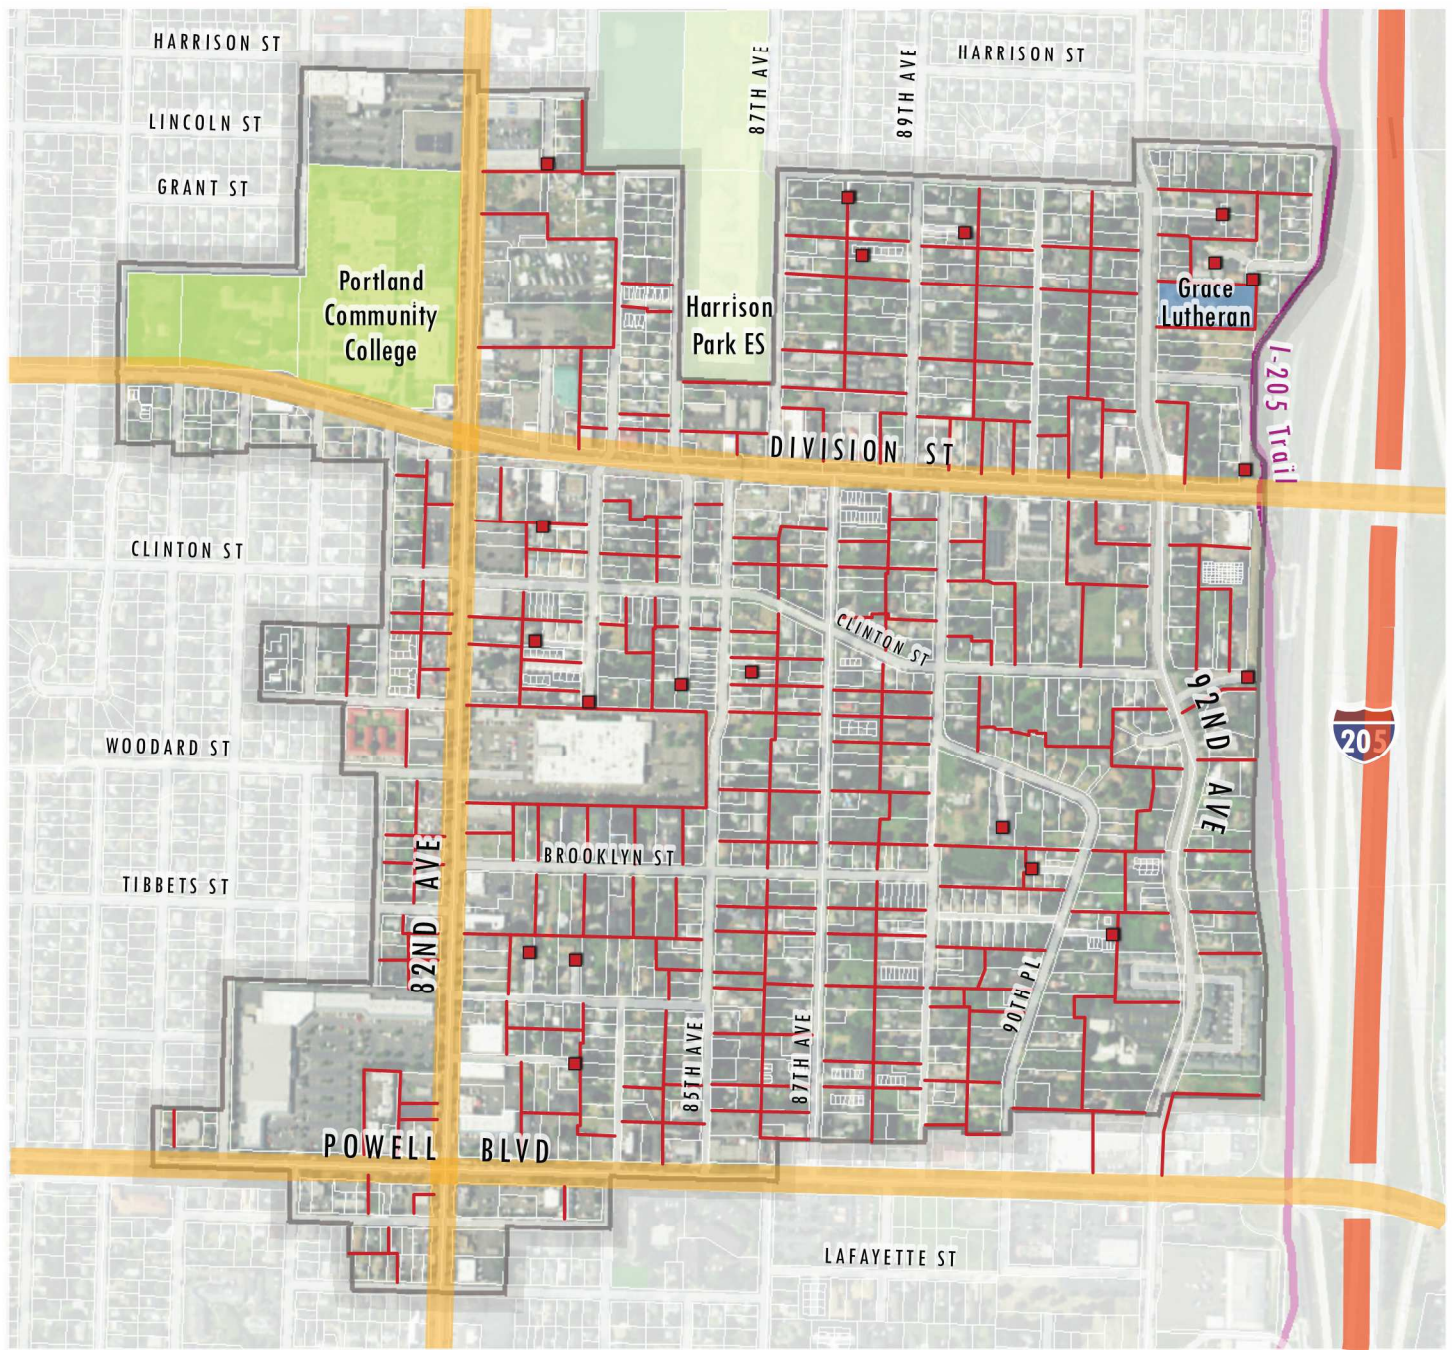 HARRISON ST
LINCOLN ST
GRANT ST
87TH AVE
89TH AVE
HARRISON ST
Portland
Community
College
Harrison
Park ES
Grace
Lutheran
I-205 Trail
DIVISION ST
CLINTON ST
CLINTON ST
WOODARD ST
92ND AVE
205
TIBBETS ST
82ND AVE
BROOKLYN ST
90TH PL
85TH AVE
87TH AVE
POWELL BLVD
LAFAYETTE ST